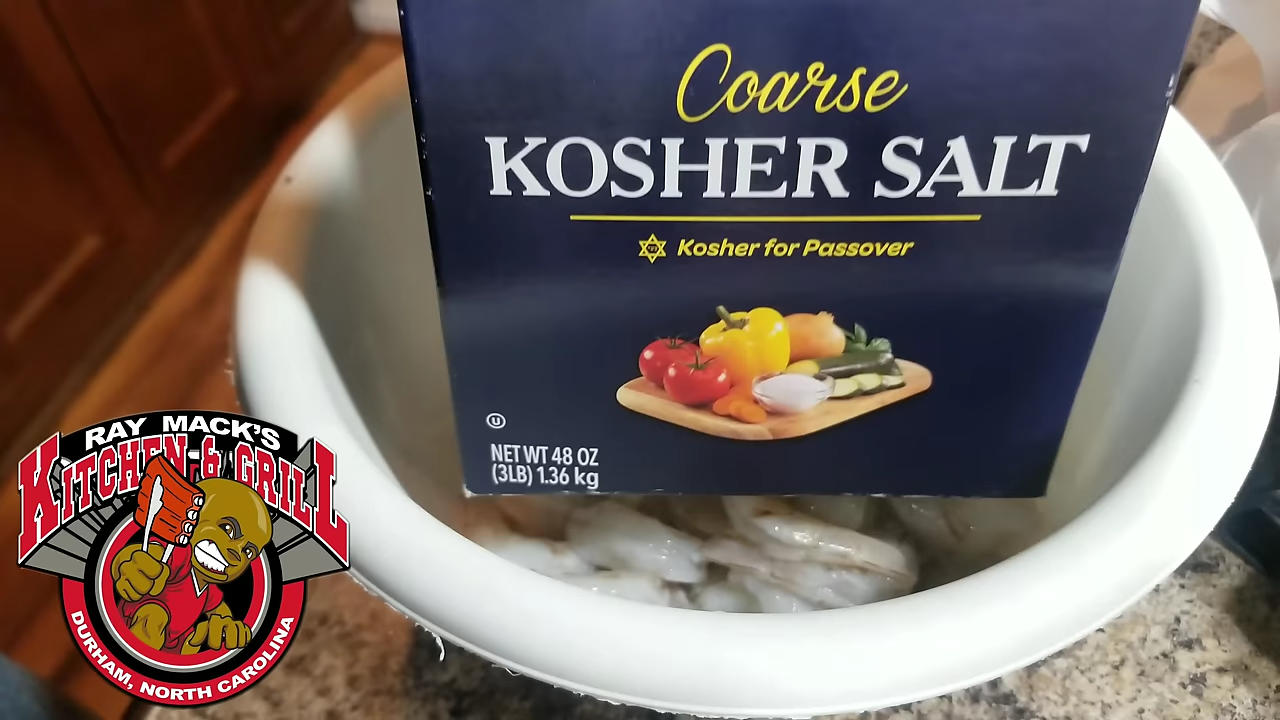 Coarse
KOSHER SALT
Kosher for Passover
U
NET WT 48 OZ
(3LB) 1.36 kg
RAY MACK'S
KITCHEN & GRILL
DURHAM, NORTH CAROLINA